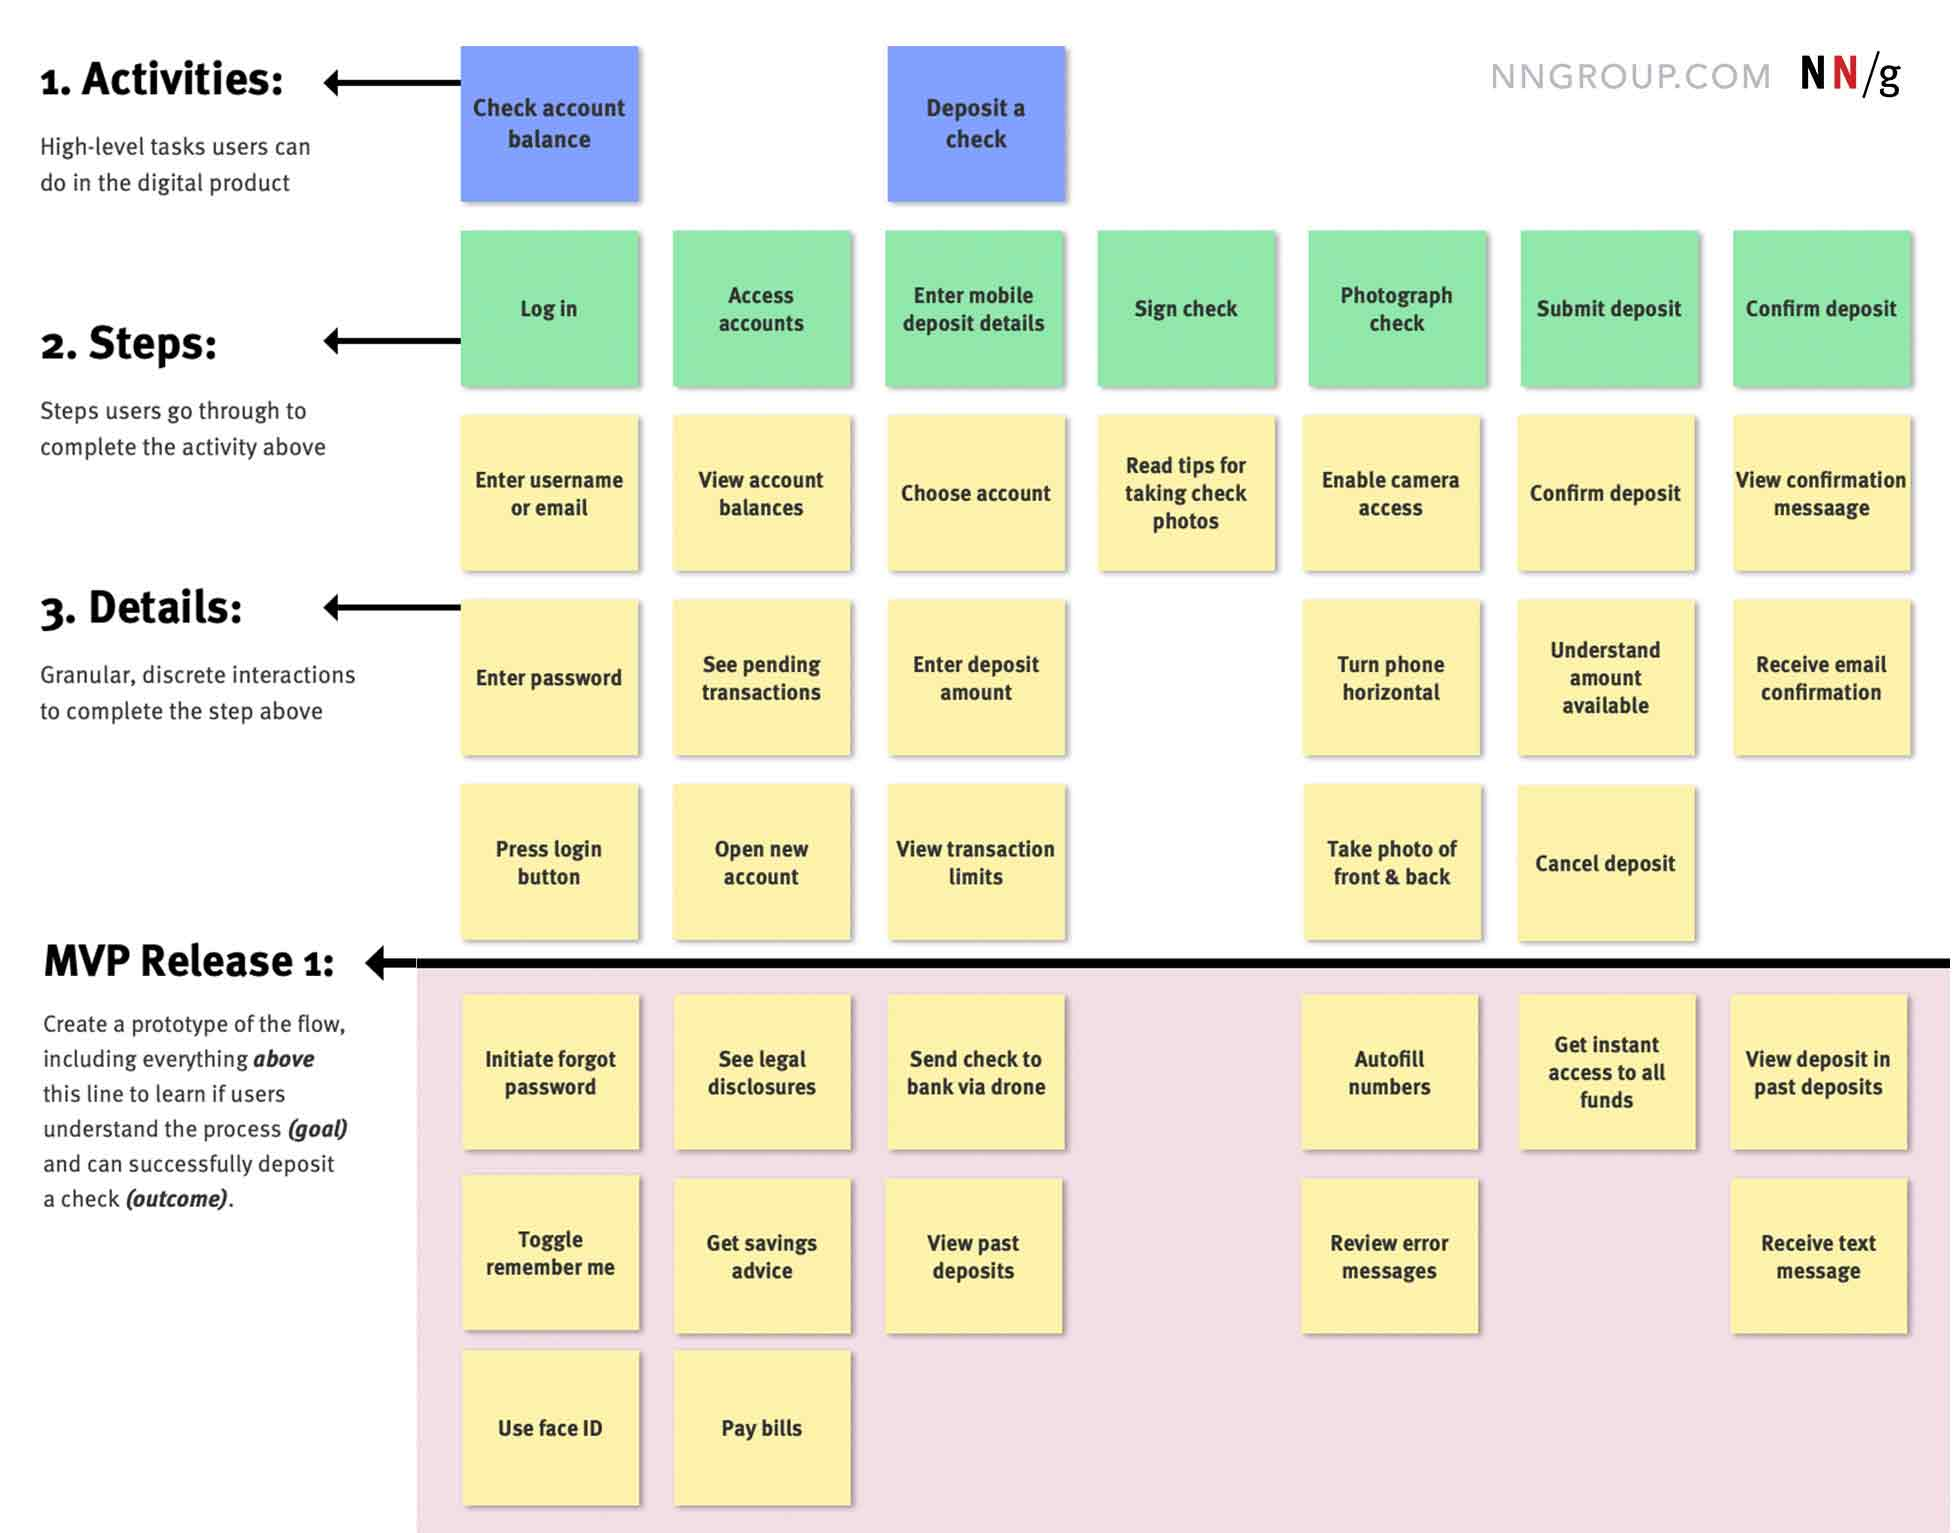 1. Activities:
High-level tasks users can
do in the digital product
Check account
balance
Deposit a
check
NNGROUP.COM NN/g
2. Steps:
Steps users go through to
complete the activity above
Log in
Access
accounts
Enter mobile
deposit details
Sign check
Photograph
check
Submit deposit
Confirm deposit
3. Details:
Granular, discrete interactions
to complete the step above
Enter username
or email
View account
balances
Choose account
Read tips for
taking check
photos
Enable camera
access
Confirm deposit
View confirmation
messaage
Enter password
See pending
transactions
Enter deposit
amount
Turn phone
horizontal
Understand
amount
available
Receive email
confirmation
Press login
button
Open new
account
View transaction
limits
Take photo of
front & back
Cancel deposit
MVP Release 1:
Create a prototype of the flow,
including everything above
this line to learn if users
understand the process (goal)
and can successfully deposit
a check (outcome).
Initiate forgot
password
See legal
disclosures
Send check to
bank via drone
Autofill
numbers
Get instant
access to all
funds
View deposit in
past deposits
Toggle
remember me
Get savings
advice
View past
deposits
Review error
messages
Receive text
message
Use face ID
Pay bills